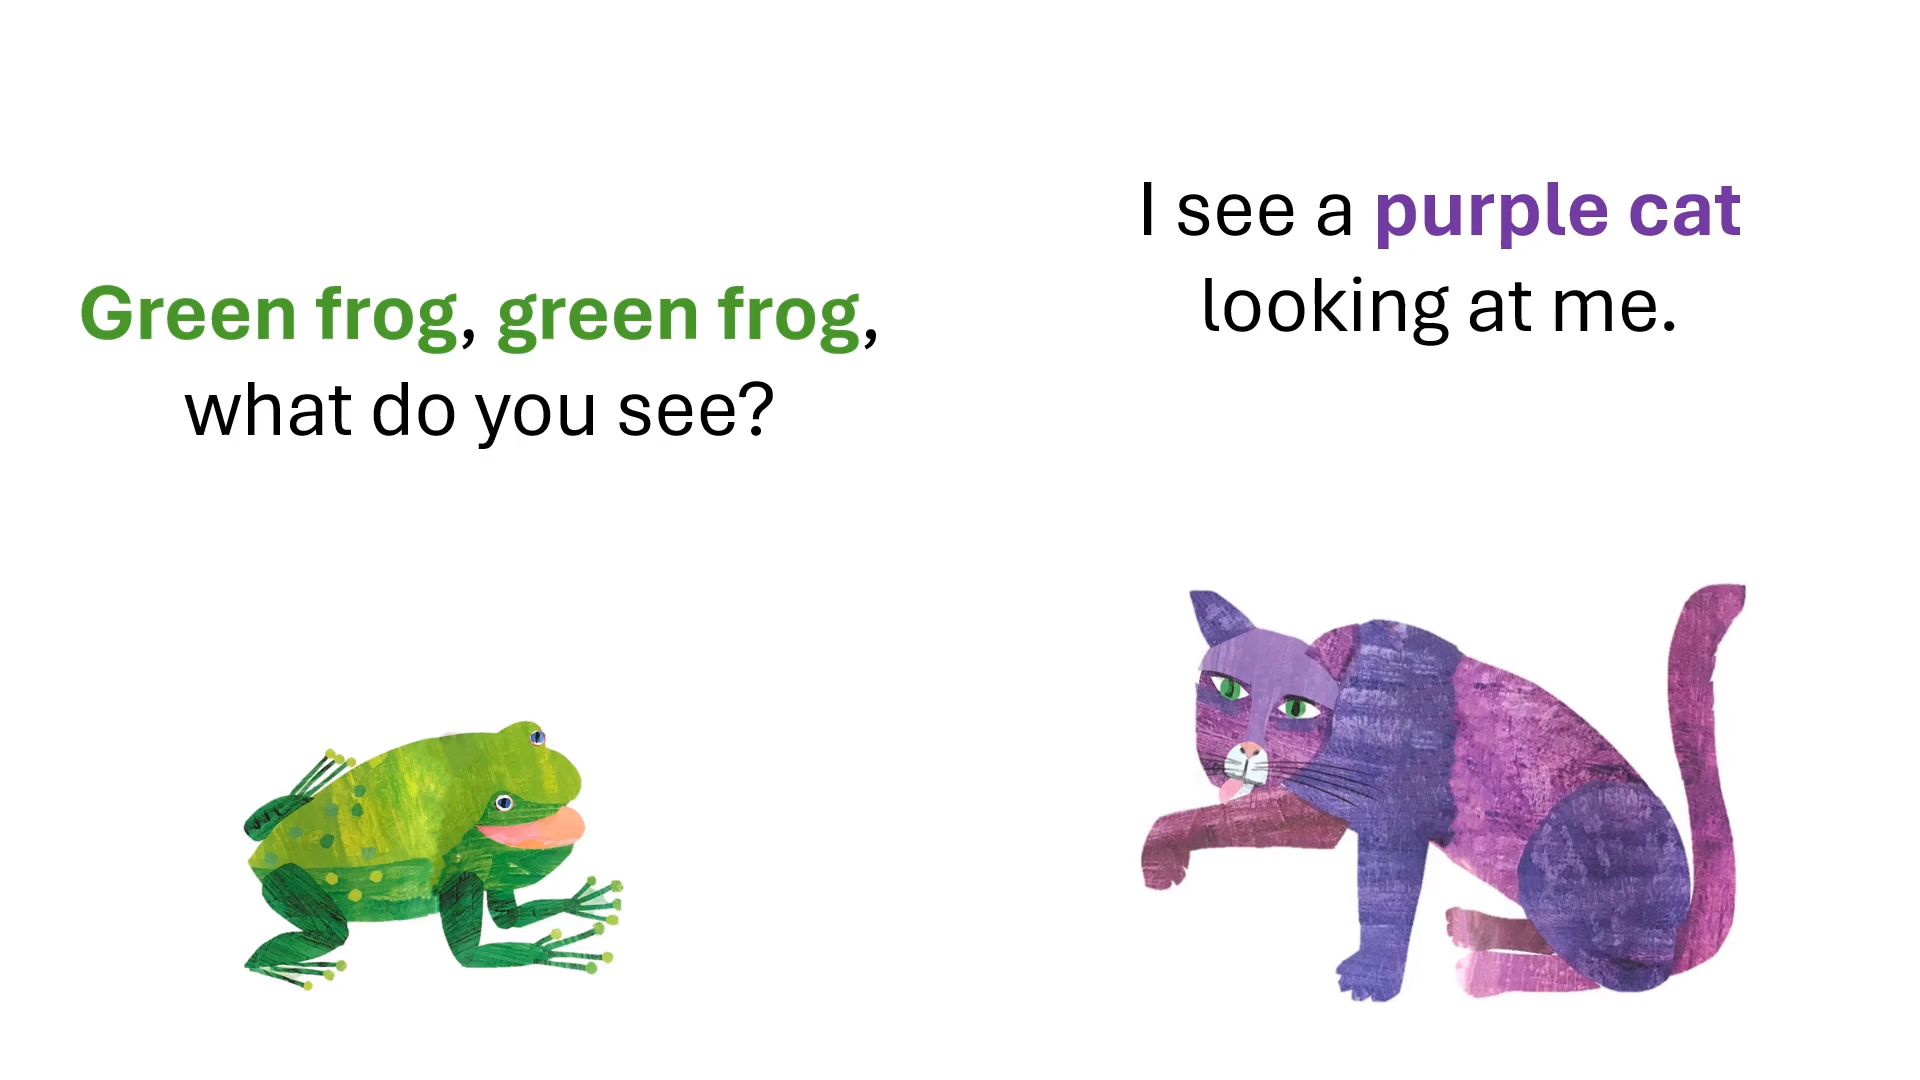 Green frog, green frog,
what do you see?
I see a purple cat
looking at me.